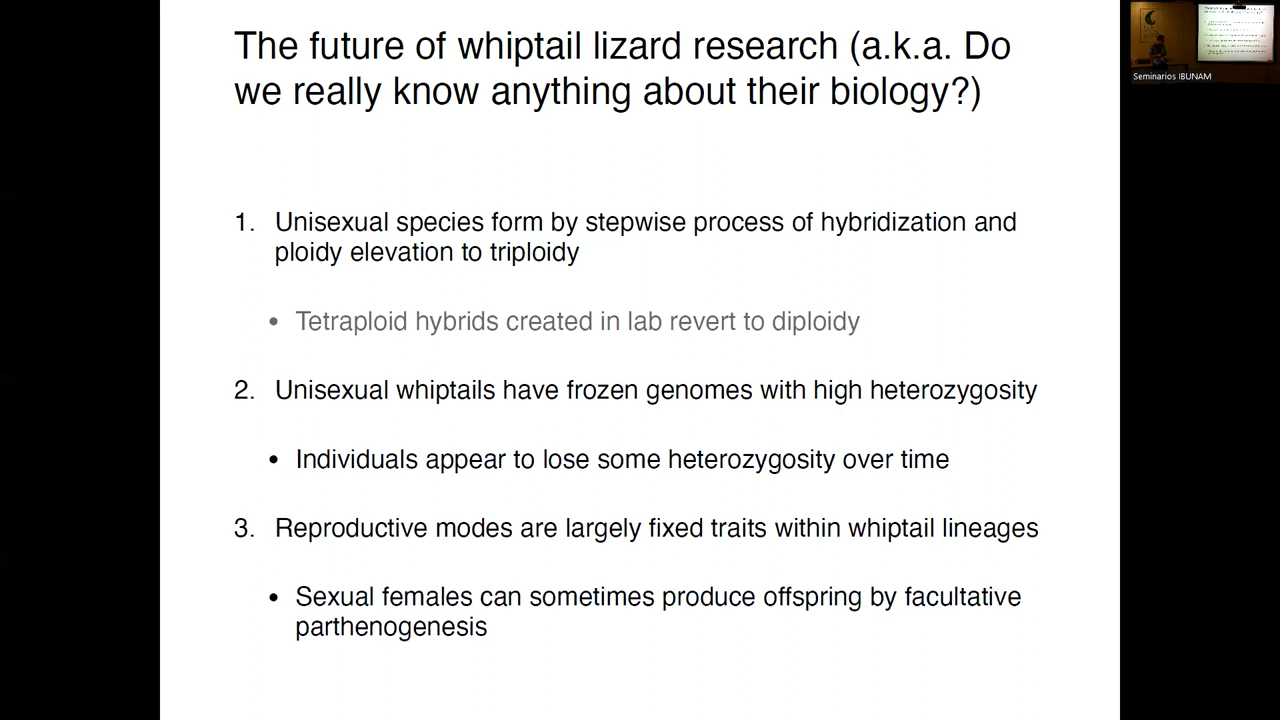 The future of whiptail lizard research (a.k.a. Do
we really know anything about their biology?)
1. Unisexual species form by stepwise process of hybridization and
ploidy elevation to triploidy
• Tetraploid hybrids created in lab revert to diploidy
2. Unisexual whiptails have frozen genomes with high heterozygosity
• Individuals appear to lose some heterozygosity over time
3. Reproductive modes are largely fixed traits within whiptail lineages
• Sexual females can sometimes produce offspring by facultative
parthenogenesis
Seminarios IBUNAM